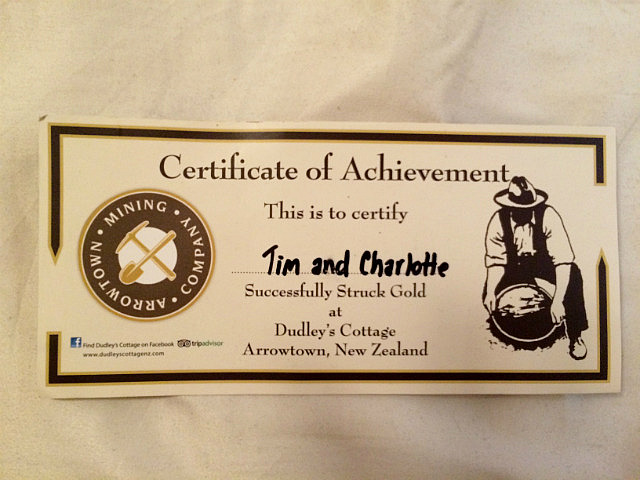 Certificate of Achievement
This is to certify
Tim and Charlotte
Successfully Struck Gold
at
Dudley's Cottage
Arrowtown, New Zealand
ARROWTOWN • MINING • COMPANY •
f Find Dudley's Cottage on Facebook tripadvisor
www.dudleyscottagenz.com